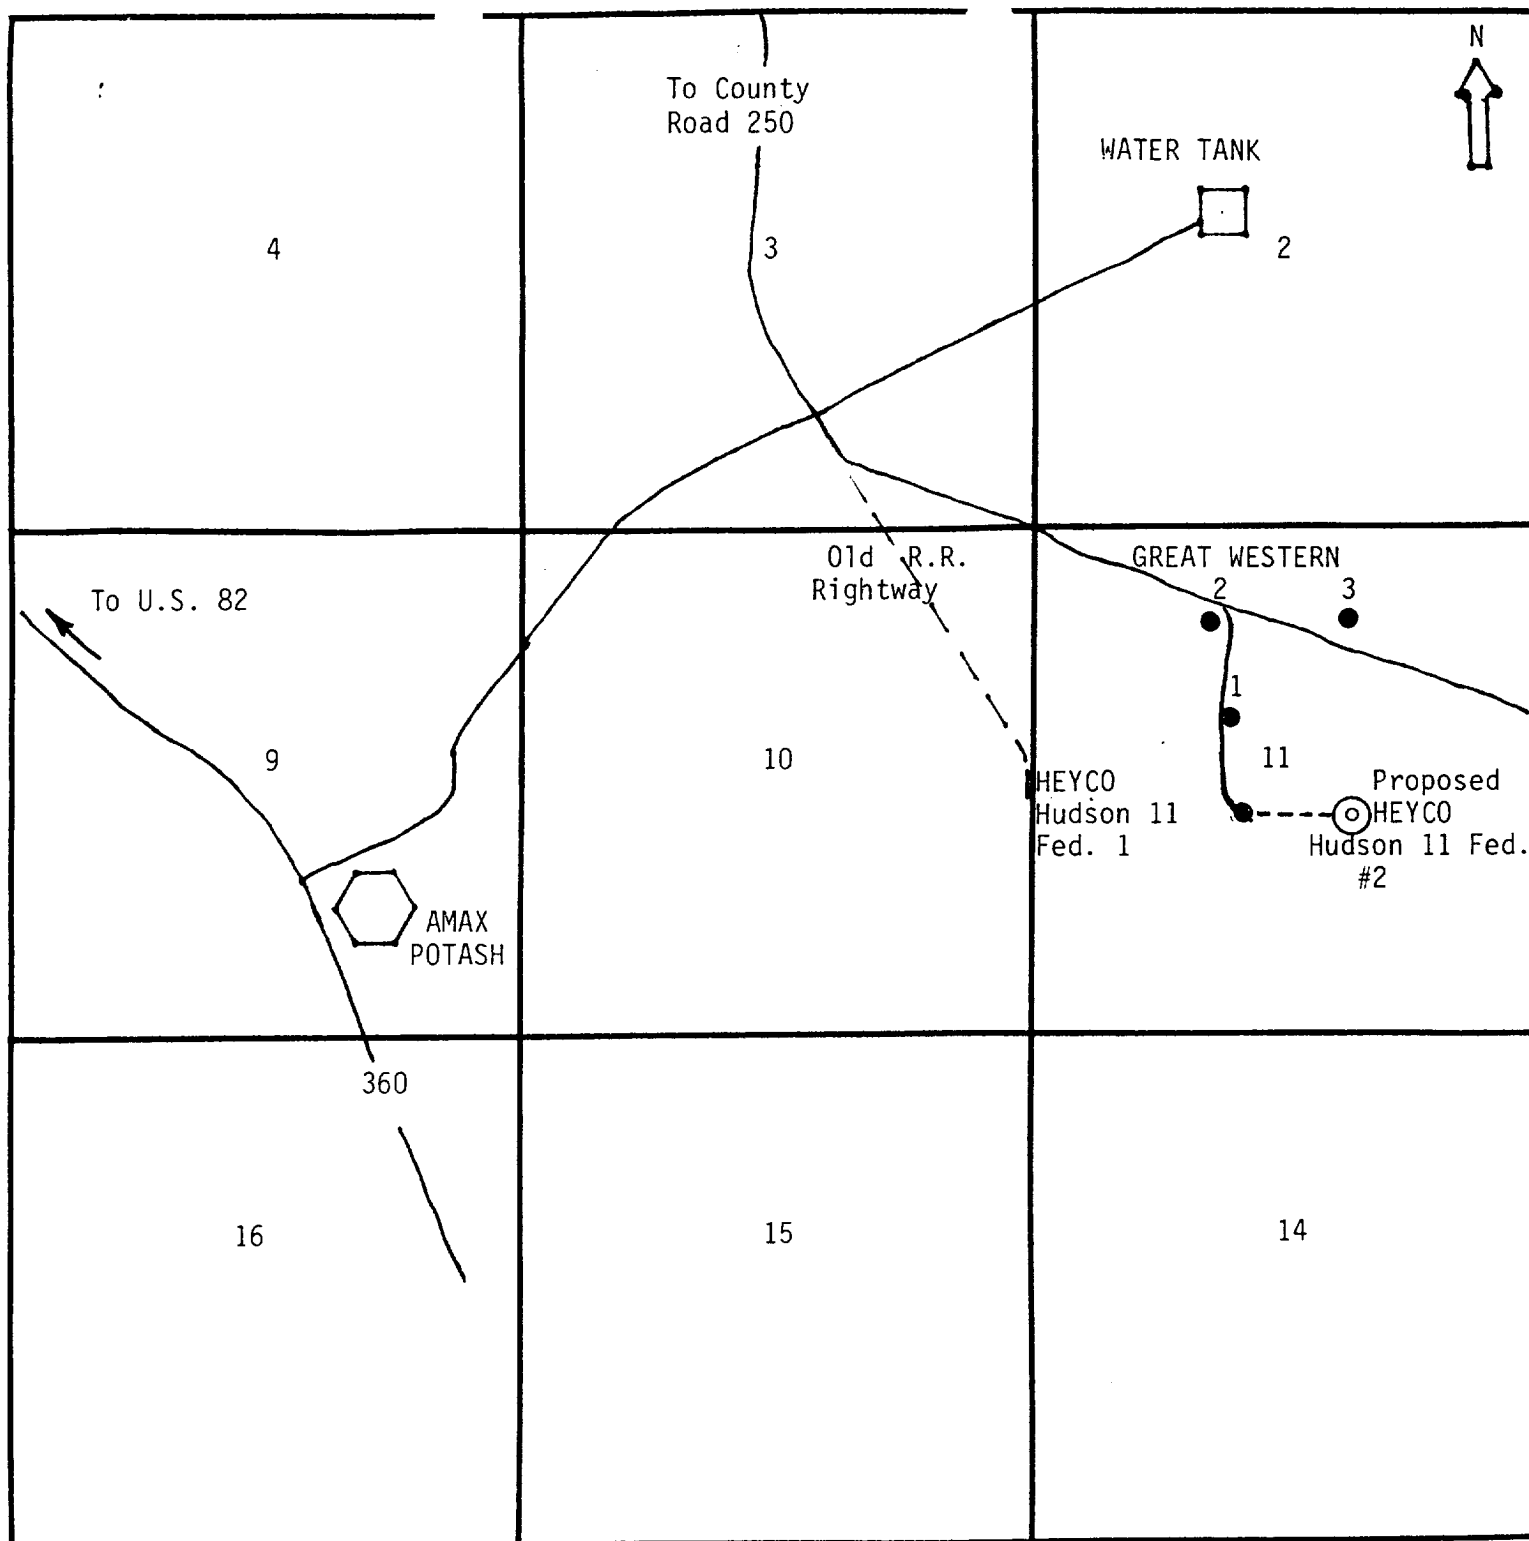 N
To County
Road 250
WATER TANK
4
3
2
Old R.R.
Rightway
GREAT WESTERN
2
3
To U.S. 82
1
9
10
11
HEYCO
Hudson 11
Fed. 1
Proposed
HEYCO
Hudson 11 Fed.
#2
AMAX
POTASH
360
16
15
14